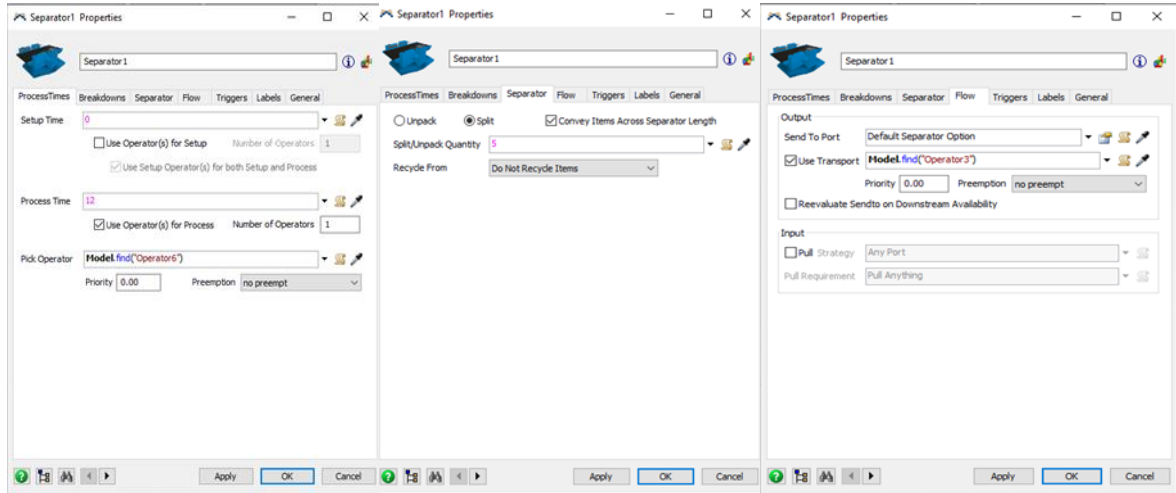 Separator1 Properties
Separator1
ProcessTimes Breakdowns Separator Flow Triggers Labels General
Setup Time 0
Use Operator(s) for Setup Number of Operators 1
Use Setup Operator(s) for both Setup and Process
Process Time 12
Use Operator(s) for Process Number of Operators 1
Pick Operator Model.find("Operator6")
Priority 0.00 Preemption no preempt
Apply OK Cancel
Separator1 Properties
Separator1
ProcessTimes Breakdowns Separator Flow Triggers Labels General
Unpack Split Convey Items Across Separator Length
Split/Unpack Quantity 5
Recycle From Do Not Recycle Items
Apply OK Cancel
Separator1 Properties
Separator1
ProcessTimes Breakdowns Separator Flow Triggers Labels General
Output
Send To Port Default Separator Option
Use Transport Model.find("Operator3")
Priority 0.00 Preemption no preempt
Reevaluate Sendto on Downstream Availability
Input
Pull Strategy Any Port
Pull Requirement Pull Anything
Apply OK Cancel